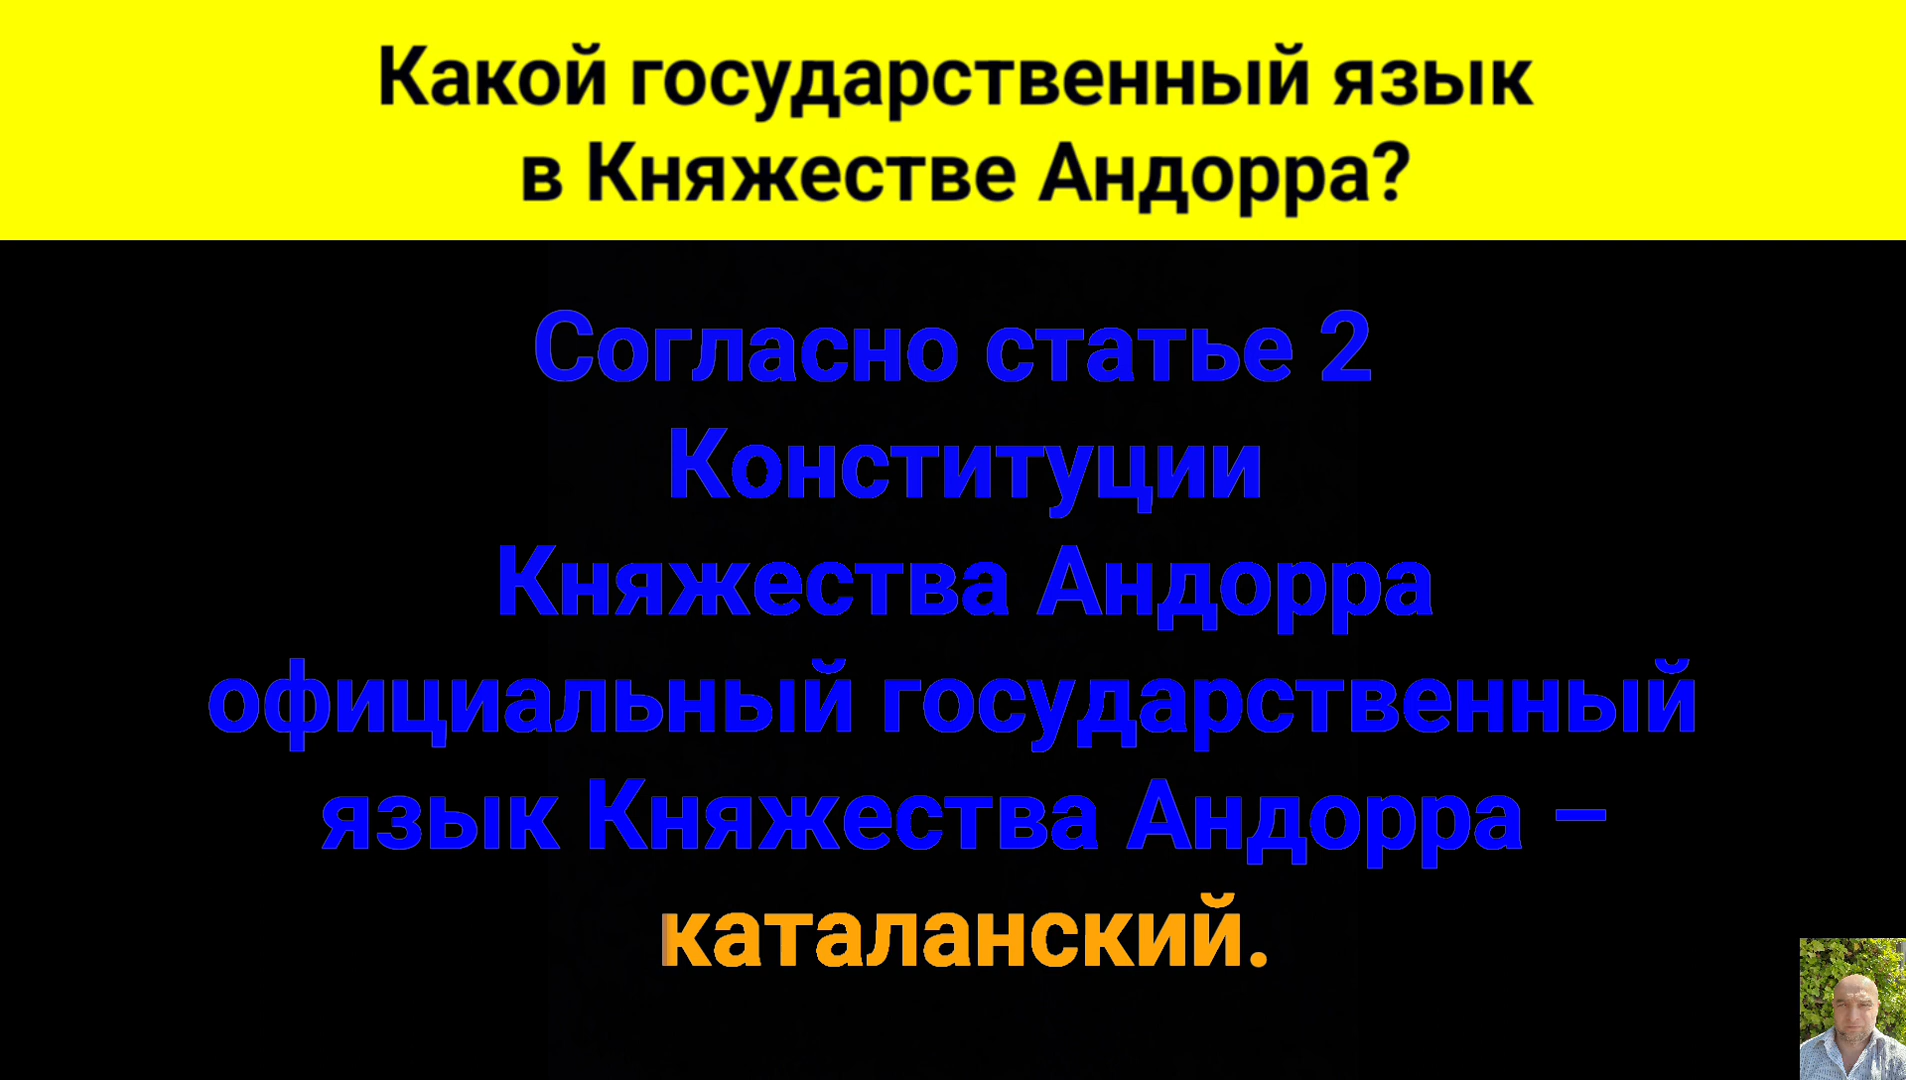 Какой государственный язык
в Княжестве Андорра?
Согласно статье 2
Конституции
Княжества Андорра
официальный государственный
язык Княжества Андорра –
каталанский.